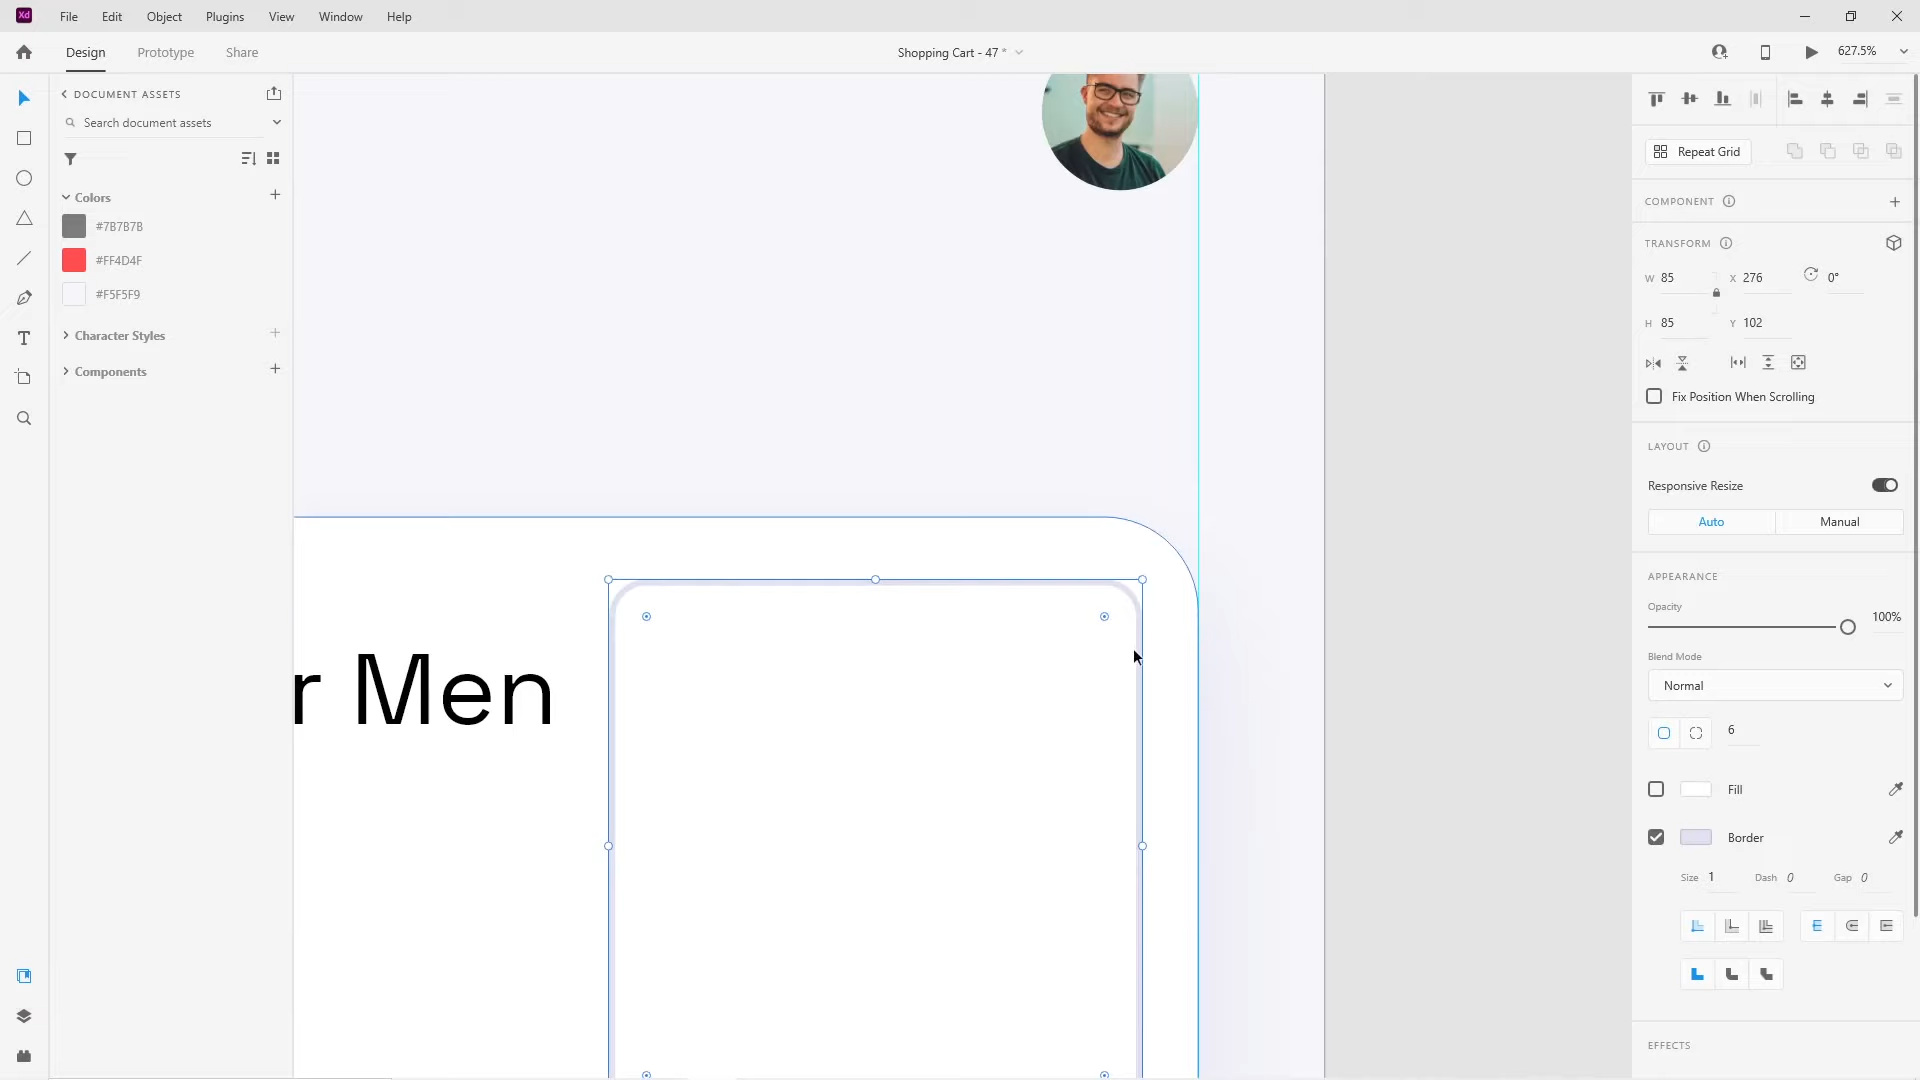 Xd File Edit Object Plugins View Window Help
Design Prototype Share Shopping Cart - 47 * 627.5%
DOCUMENT ASSETS
Search document assets
Colors
#7B7B7B
#FF4D4F
#F5F5F9
Character Styles
Components
r Men
Repeat Grid
COMPONENT
TRANSFORM
W 85 X 276 0°
H 85 Y 102
Fix Position When Scrolling
LAYOUT
Responsive Resize
Auto Manual
APPEARANCE
Opacity
100%
Blend Mode
Normal
6
Fill
Border
Size 1 Dash 0 Gap 0
EFFECTS